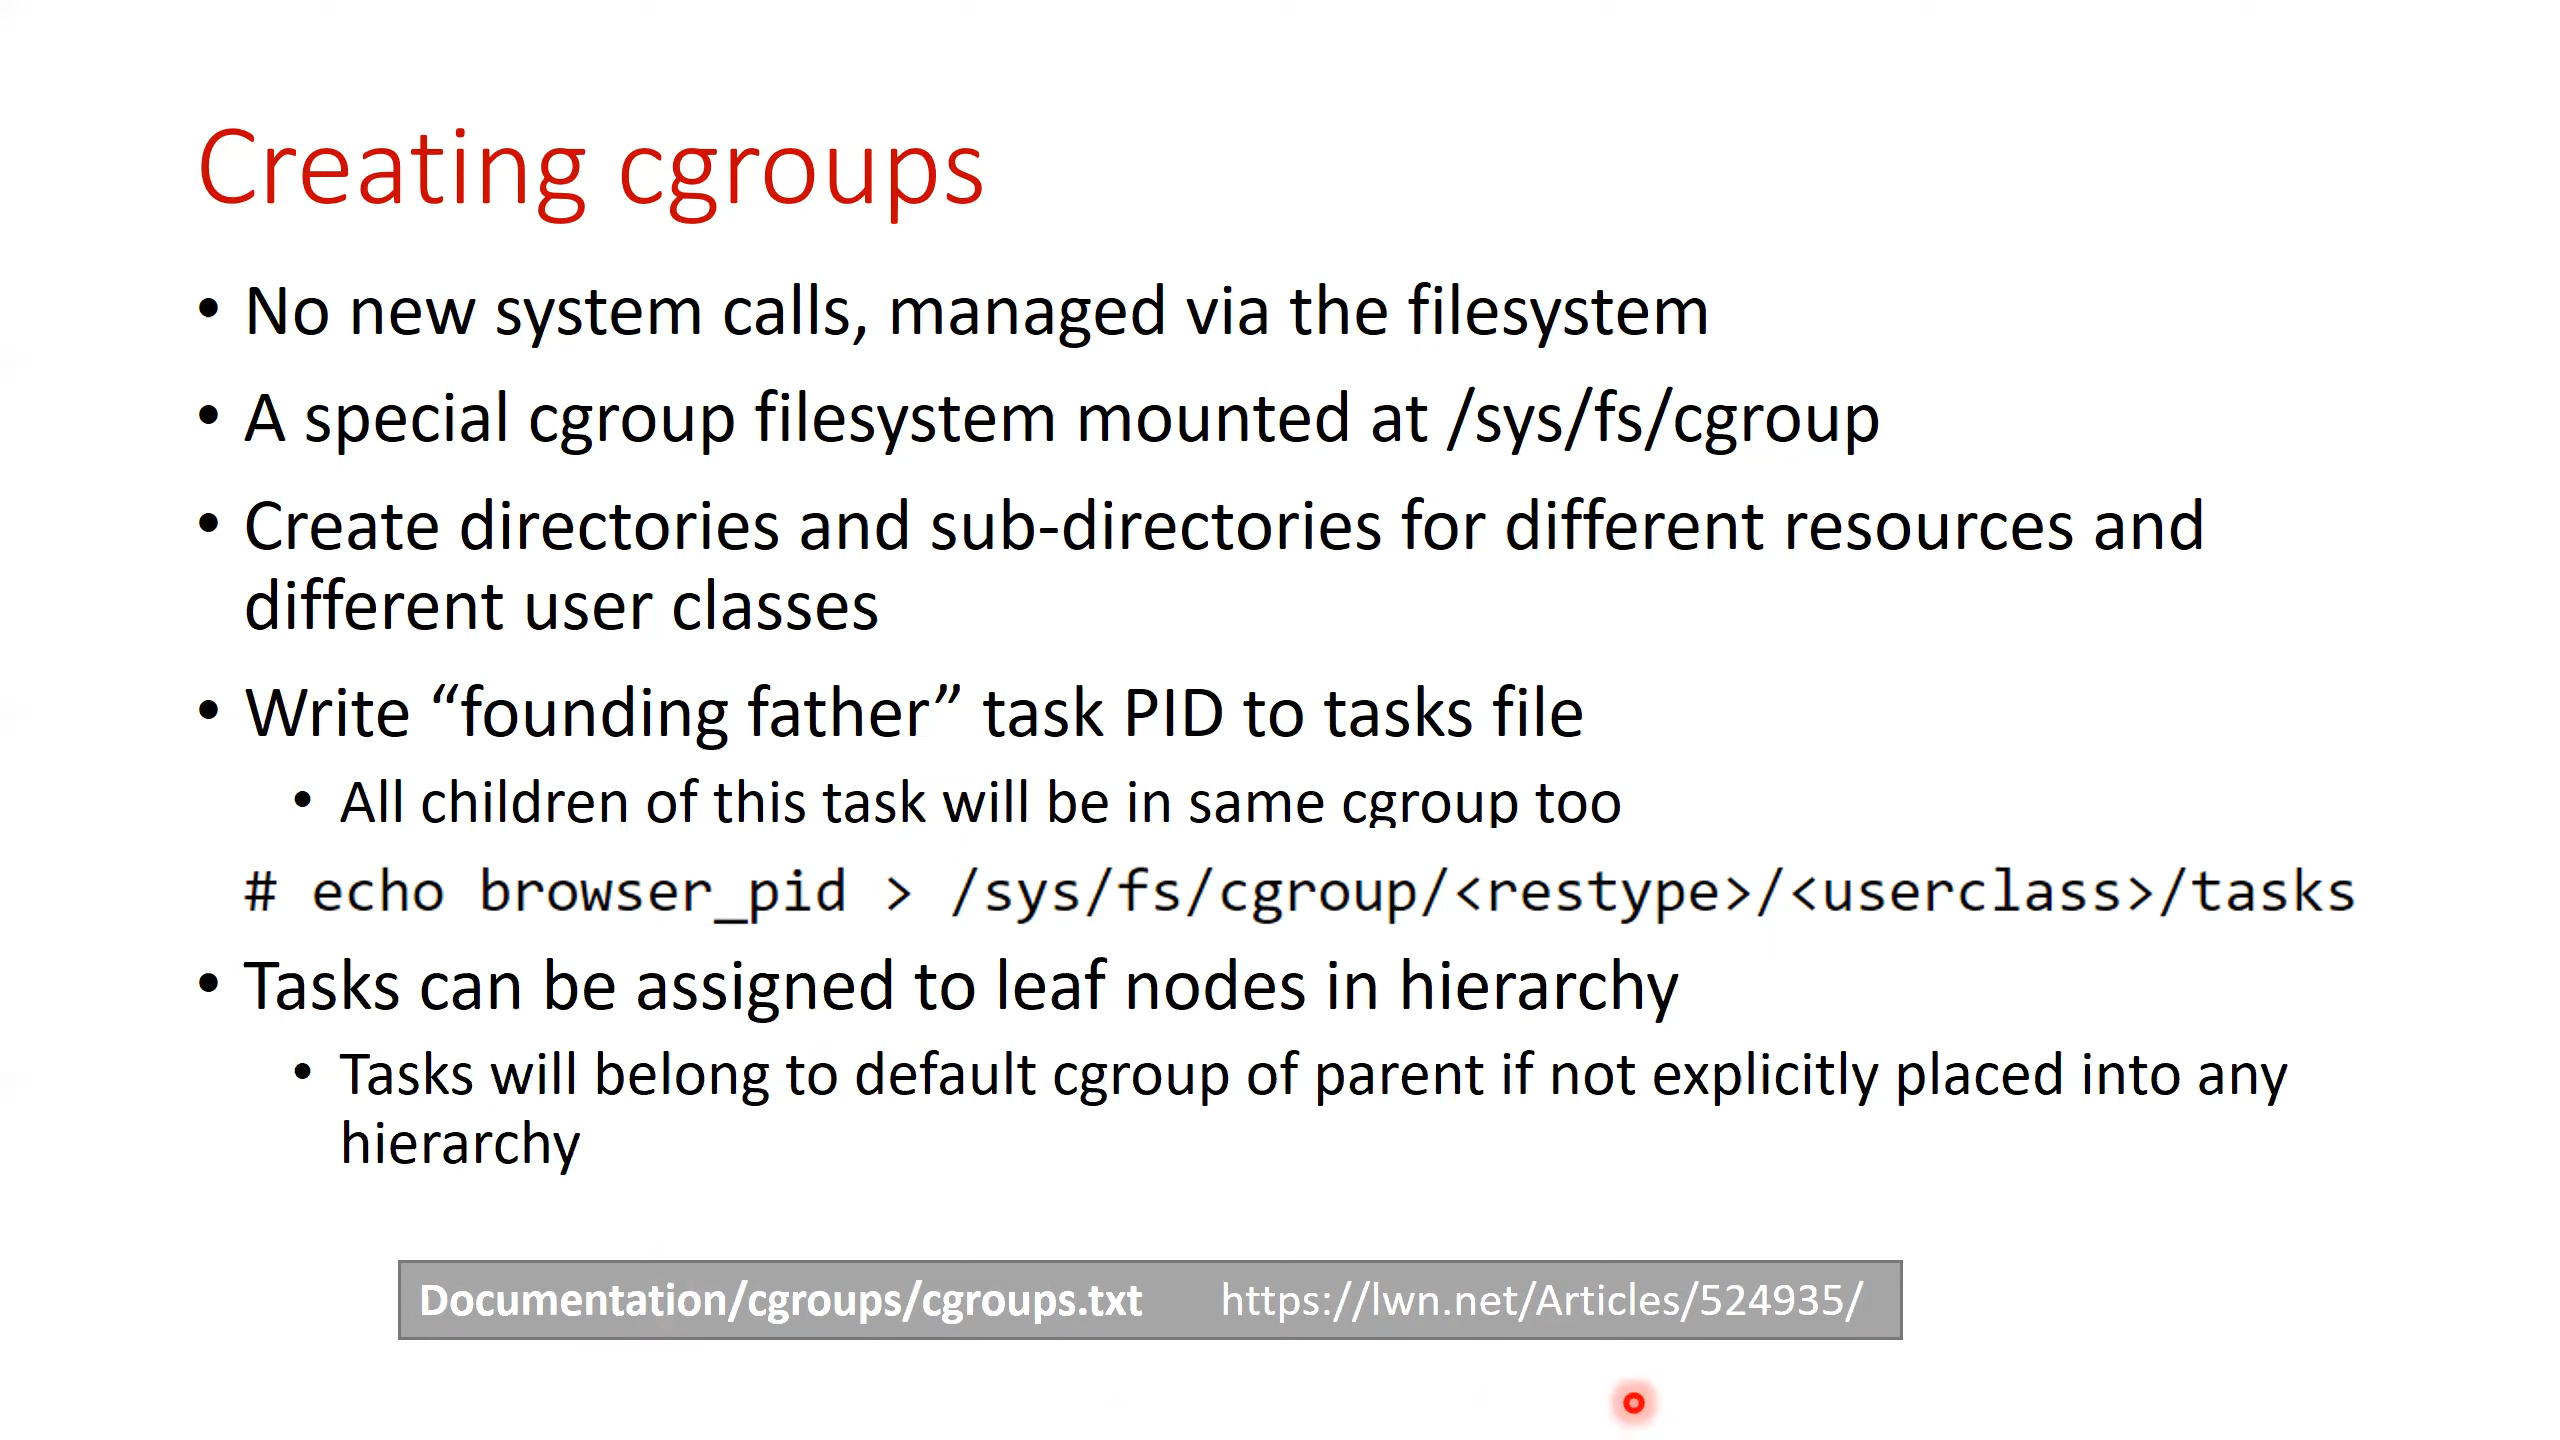 Creating cgroups
• No new system calls, managed via the filesystem
• A special cgroup filesystem mounted at /sys/fs/cgroup
• Create directories and sub-directories for different resources and
different user classes
• Write “founding father” task PID to tasks file
• All children of this task will be in same cgroup too
# echo browser_pid > /sys/fs/cgroup/<restype>/<userclass>/tasks
• Tasks can be assigned to leaf nodes in hierarchy
• Tasks will belong to default cgroup of parent if not explicitly placed into any
hierarchy
Documentation/cgroups/cgroups.txt https://lwn.net/Articles/524935/